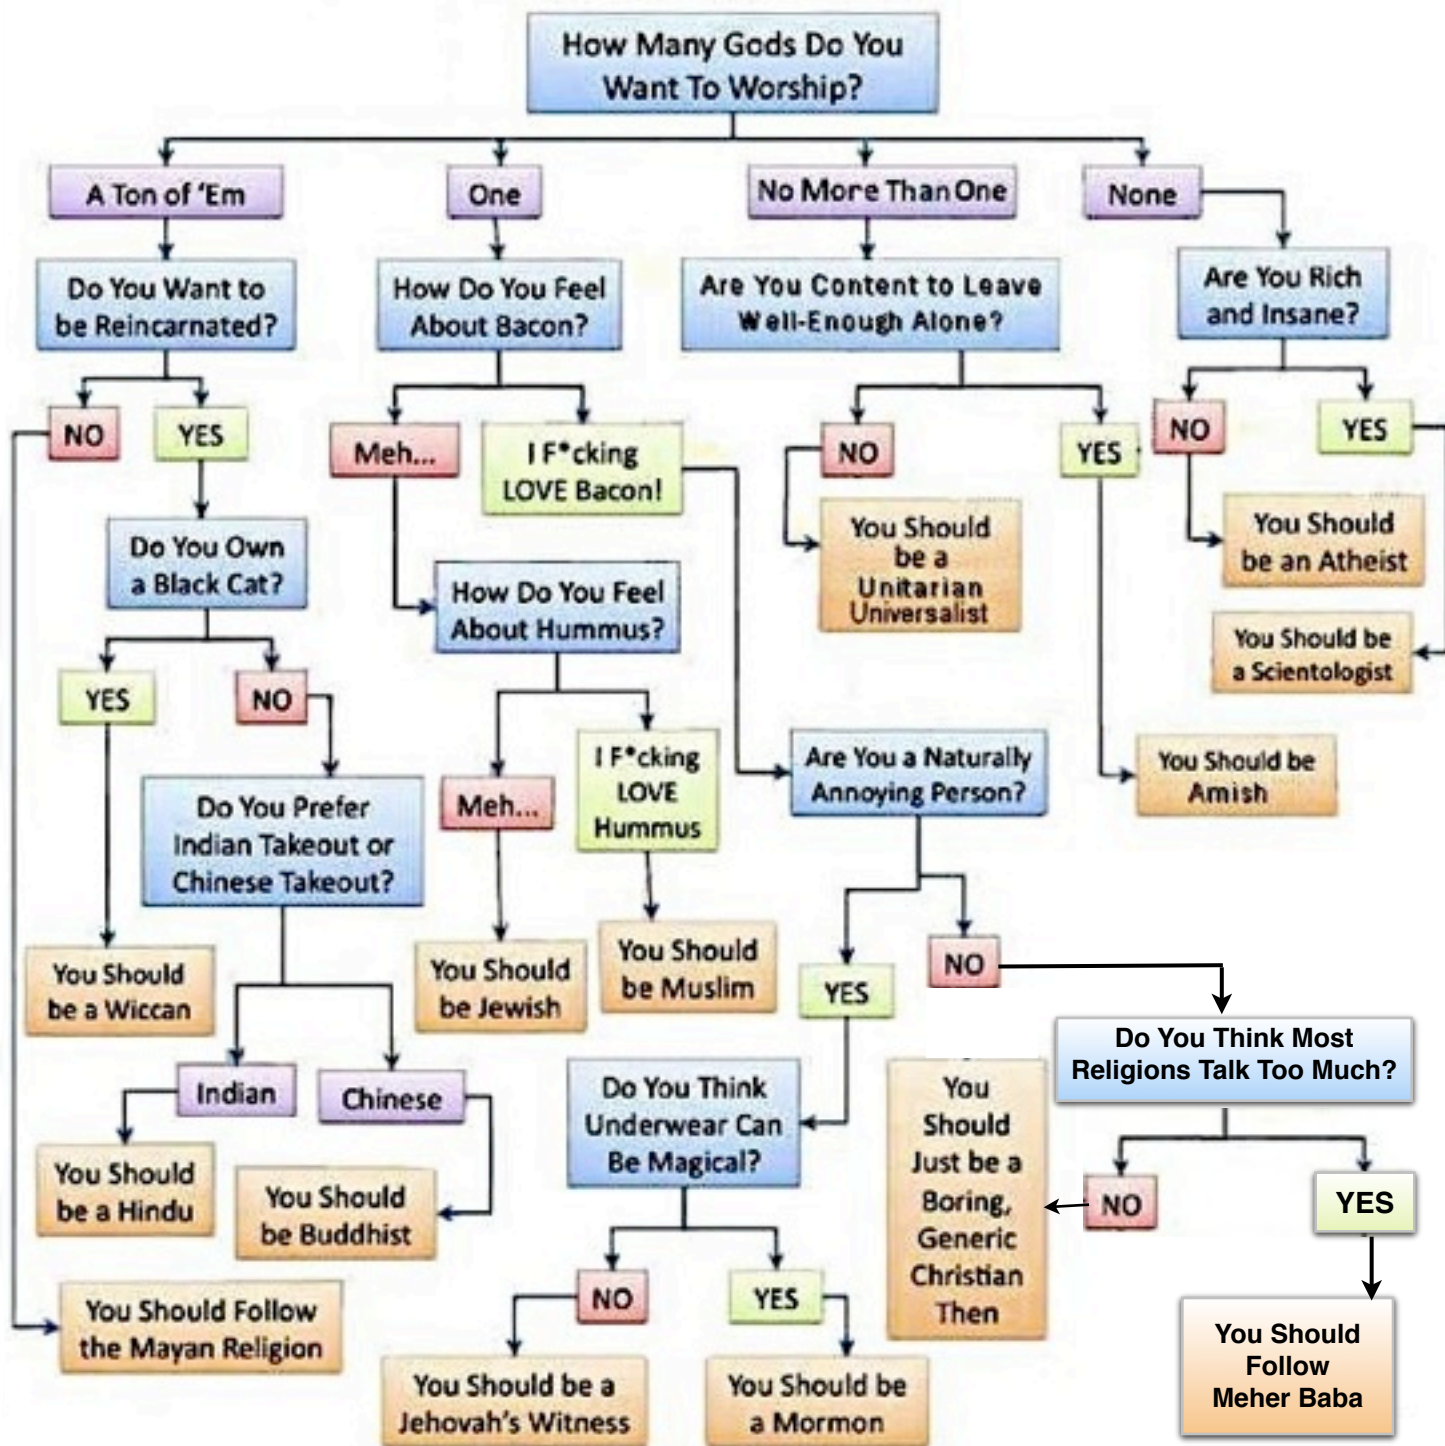 How Many Gods Do You
Want To Worship?
A Ton of ‘Em
One
No More Than One
None
Do You Want to
be Reincarnated?
How Do You Feel
About Bacon?
Are You Content to Leave
Well-Enough Alone?
Are You Rich
and Insane?
NO
YES
Meh...
I F*cking
LOVE Bacon!
NO
YES
NO
YES
Do You Own
a Black Cat?
How Do You Feel
About Hummus?
You Should
be a
Unitarian
Universalist
You Should
be an Atheist
You Should be
a Scientologist
YES
NO
Do You Prefer
Indian Takeout or
Chinese Takeout?
Meh...
I F*cking
LOVE
Hummus
Are You a Naturally
Annoying Person?
You Should be
Amish
You Should
be a Wiccan
You Should
be Jewish
You Should
be Muslim
YES
NO
Indian
Chinese
Do You Think
Underwear Can
Be Magical?
You
Should
Just be a
Boring,
Generic
Christian
Then
Do You Think Most
Religions Talk Too Much?
NO
YES
You Should
be a Hindu
You Should
be Buddhist
NO
YES
You Should Follow
the Mayan Religion
You Should be a
Jehovah's Witness
You Should be
a Mormon
You Should
Follow
Meher Baba